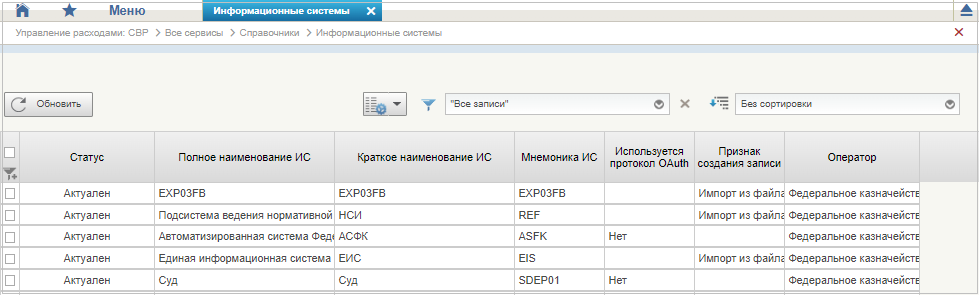 Меню Информационные системы
Управление расходами: СВР Все сервисы Справочники Информационные системы
Обновить "Все записи" Без сортировки
Статус Полное наименование ИС Краткое наименование ИС Мнемоника ИС Используется протокол OAuth Признак создания записи Оператор
Актуален EXP03FB EXP03FB EXP03FB Импорт из файла Федеральное казначейст
Актуален Подсистема ведения нормативной НСИ REF Импорт из файла Федеральное казначейст
Актуален Автоматизированная система Феде АСФК ASFK Нет Федеральное казначейст
Актуален Единая информационная система ЕИС EIS Импорт из файла Федеральное казначейст
Актуален Суд Суд SDEP01 Нет Федеральное казначейст